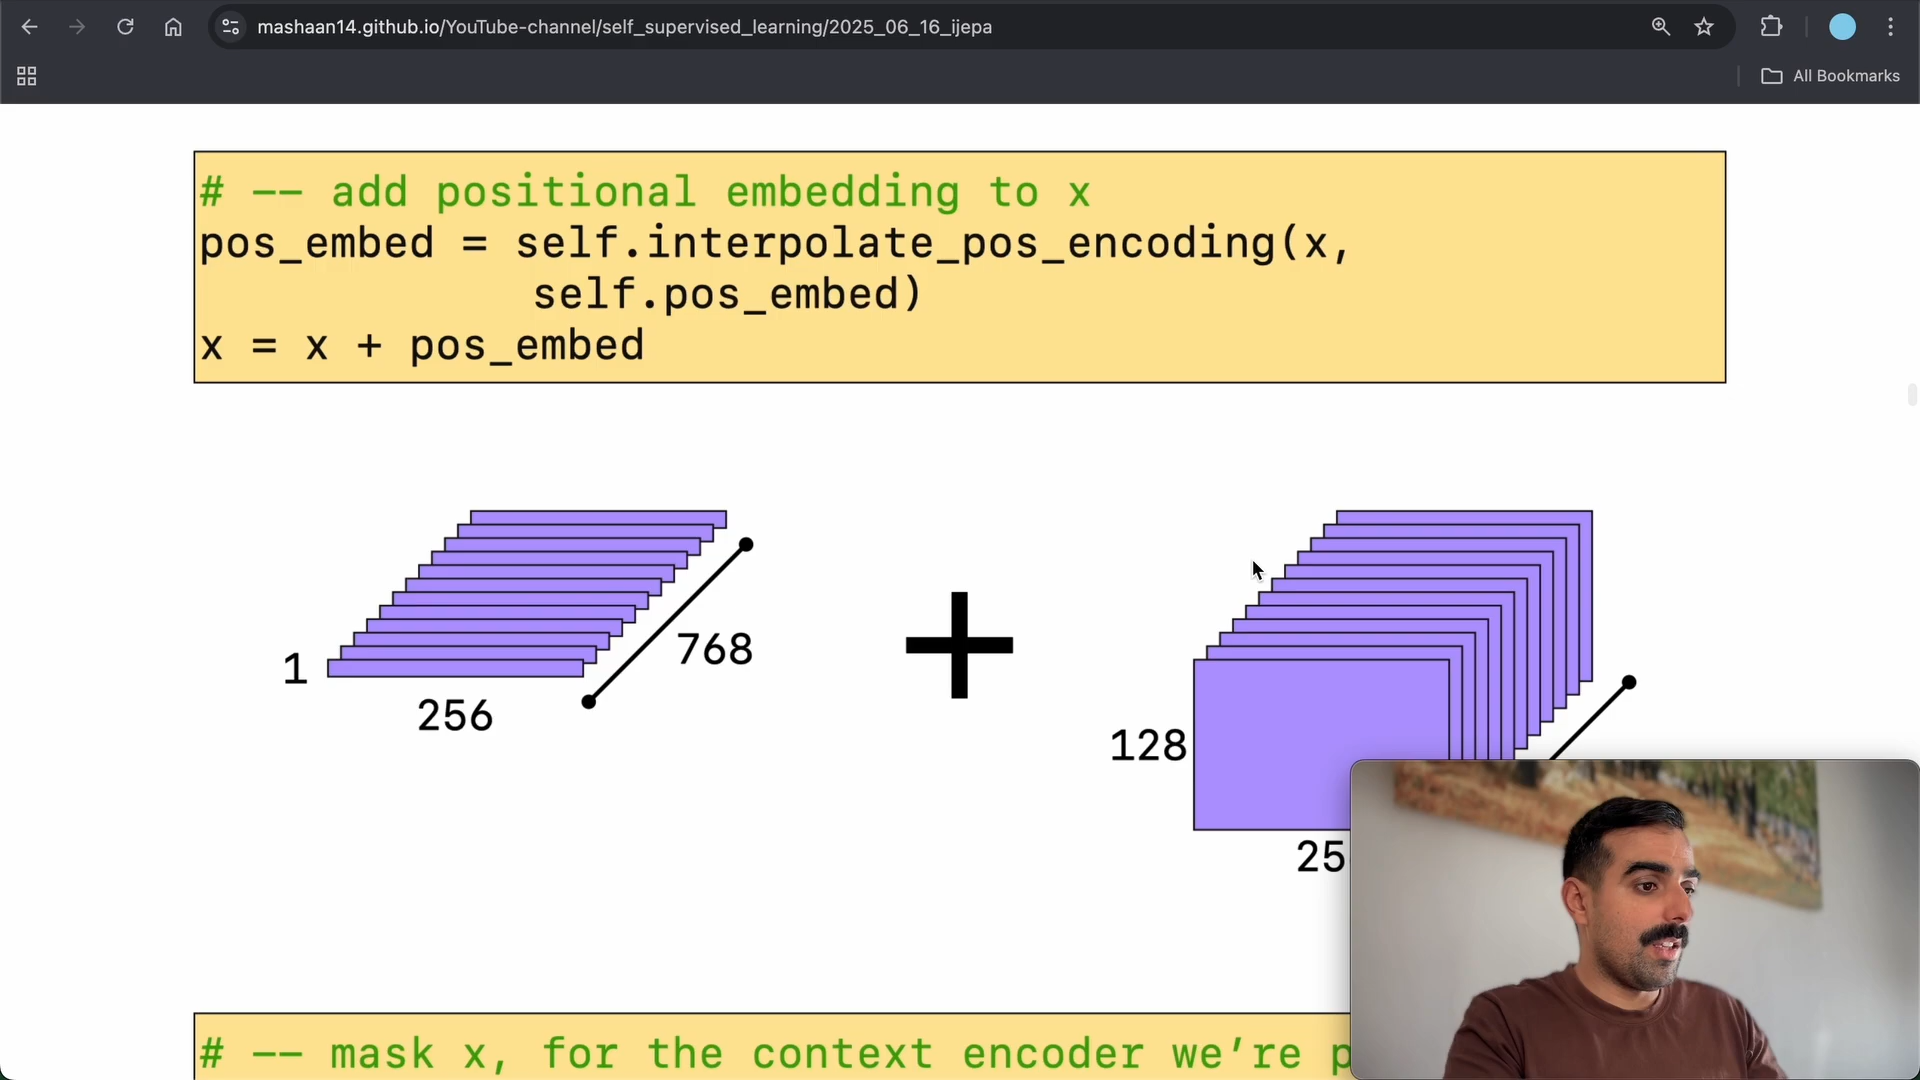 mashaan14.github.io/YouTube-channel/self_supervised_learning/2025_06_16_ijepa
All Bookmarks
# -- add positional embedding to x
pos_embed = self.interpolate_pos_encoding(x,
self.pos_embed)
x = x + pos_embed
1
256
768
128
25
# -- mask x, for the context encoder we're p